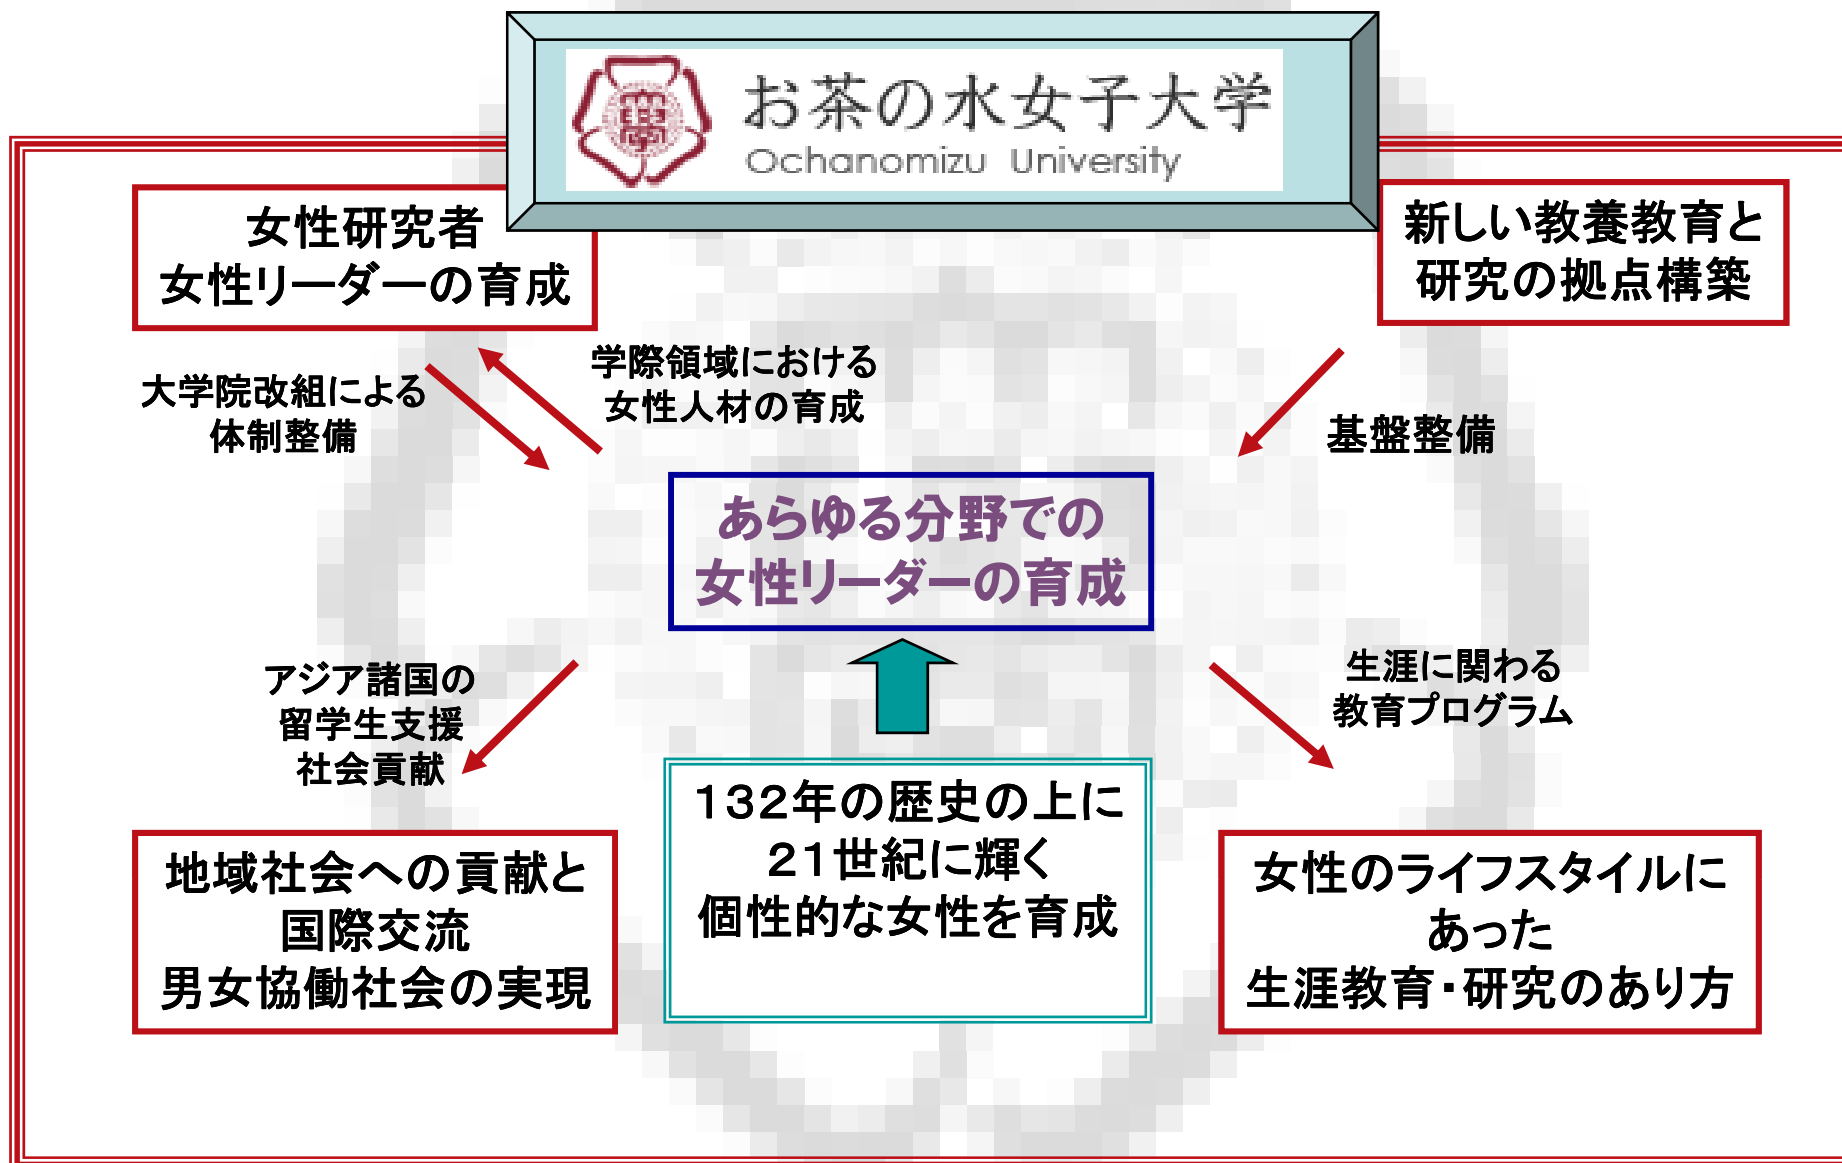 お茶の水女子大学
Ochanomizu University
女性研究者
女性リーダーの育成
新しい教養教育と
研究の拠点構築
大学院改組による
体制整備
学際領域における
女性人材の育成
基盤整備
あらゆる分野での
女性リーダーの育成
アジア諸国の
留学生支援
社会貢献
生涯に関わる
教育プログラム
132年の歴史の上に
21世紀に輝く
個性的な女性を育成
地域社会への貢献と
国際交流
男女協働社会の実現
女性のライフスタイルに
あった
生涯教育・研究のあり方